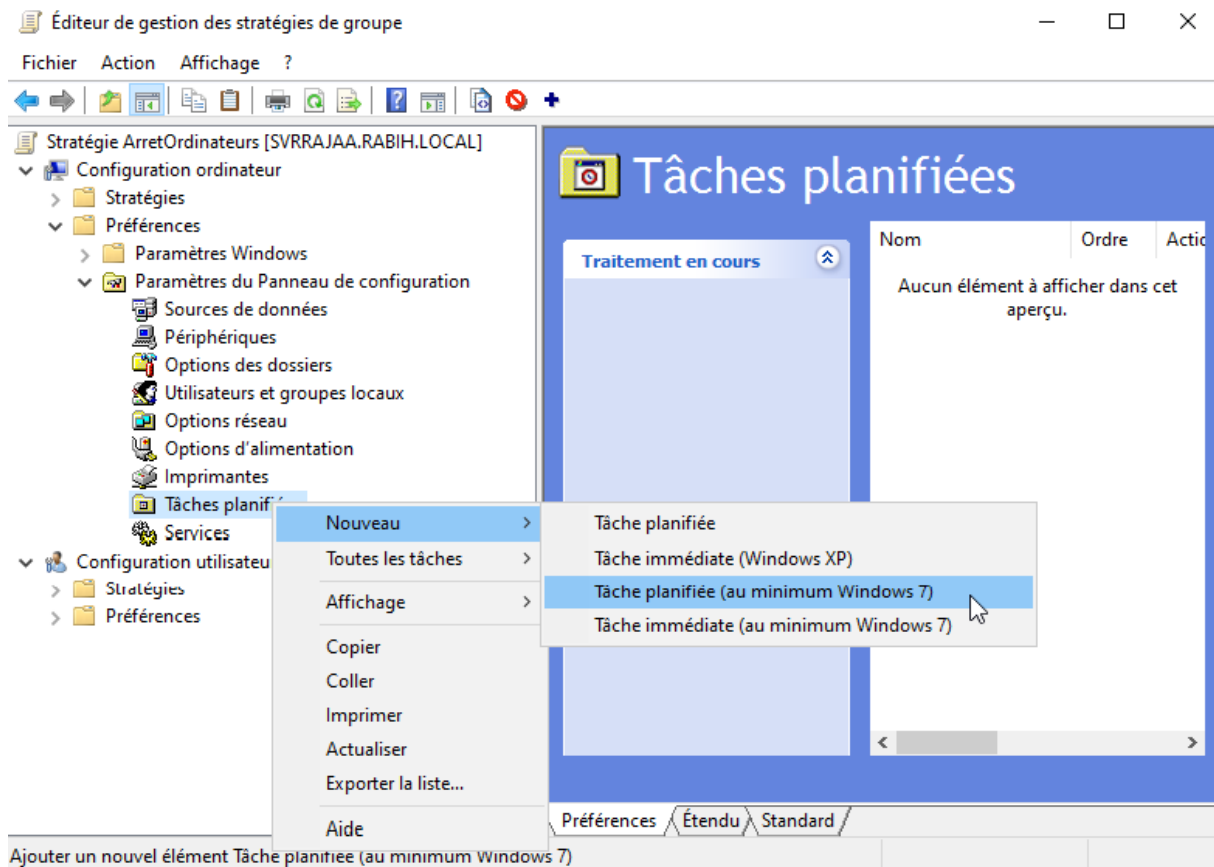 Éditeur de gestion des stratégies de groupe
Fichier Action Affichage ?
Stratégie ArretOrdinateurs [SVRRAJAA.RABIH.LOCAL]
Configuration ordinateur
Stratégies
Préférences
Paramètres Windows
Paramètres du Panneau de configuration
Sources de données
Périphériques
Options des dossiers
Utilisateurs et groupes locaux
Options réseau
Options d'alimentation
Imprimantes
Tâches planifi
Services
Configuration utilisateu
Stratégies
Préférences
Nouveau
Toutes les tâches
Affichage
Copier
Coller
Imprimer
Actualiser
Exporter la liste...
Aide
Tâche planifiée
Tâche immédiate (Windows XP)
Tâche planifiée (au minimum Windows 7)
Tâche immédiate (au minimum Windows 7)
Tâches planifiées
Traitement en cours
Nom Ordre Actio
Aucun élément à afficher dans cet
aperçu.
Préférences Étendu Standard
Ajouter un nouvel élément Tâche planifiée (au minimum Windows 7)